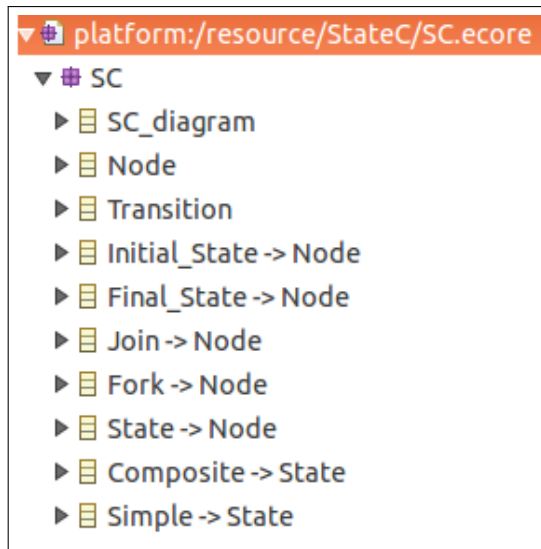 platform:/resource/StateC/SC.ecore
SC
SC_diagram
Node
Transition
Initial_State -> Node
Final_State -> Node
Join -> Node
Fork -> Node
State -> Node
Composite -> State
Simple -> State